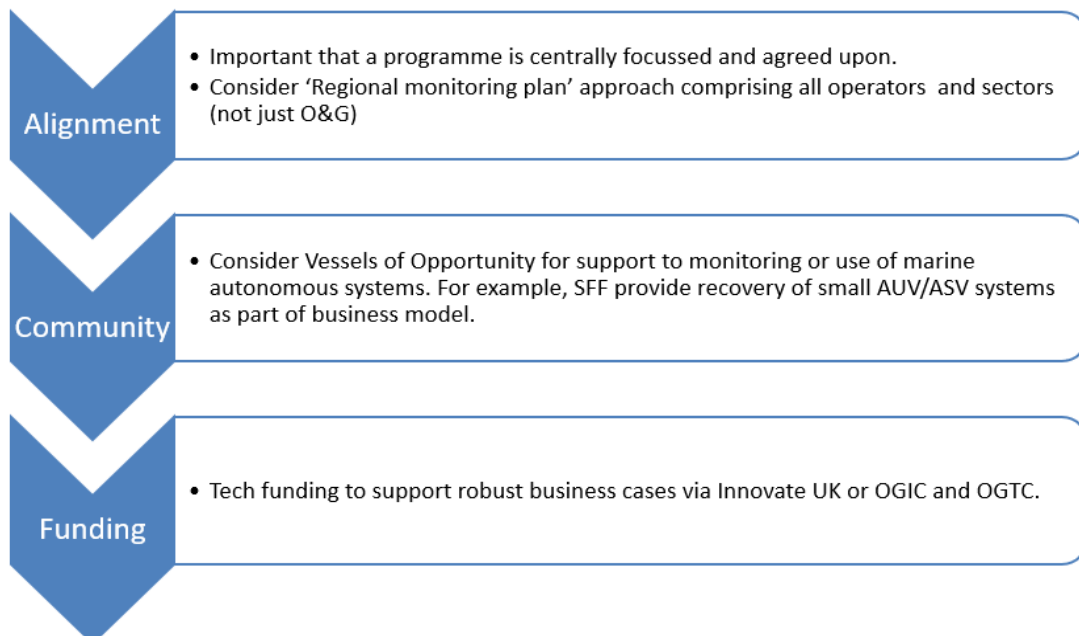 Alignment
• Important that a programme is centrally focussed and agreed upon.
• Consider ‘Regional monitoring plan’ approach comprising all operators and sectors
(not just O&G)
Community
• Consider Vessels of Opportunity for support to monitoring or use of marine
autonomous systems. For example, SFF provide recovery of small AUV/ASV systems
as part of business model.
Funding
• Tech funding to support robust business cases via Innovate UK or OGIC and OGTC.